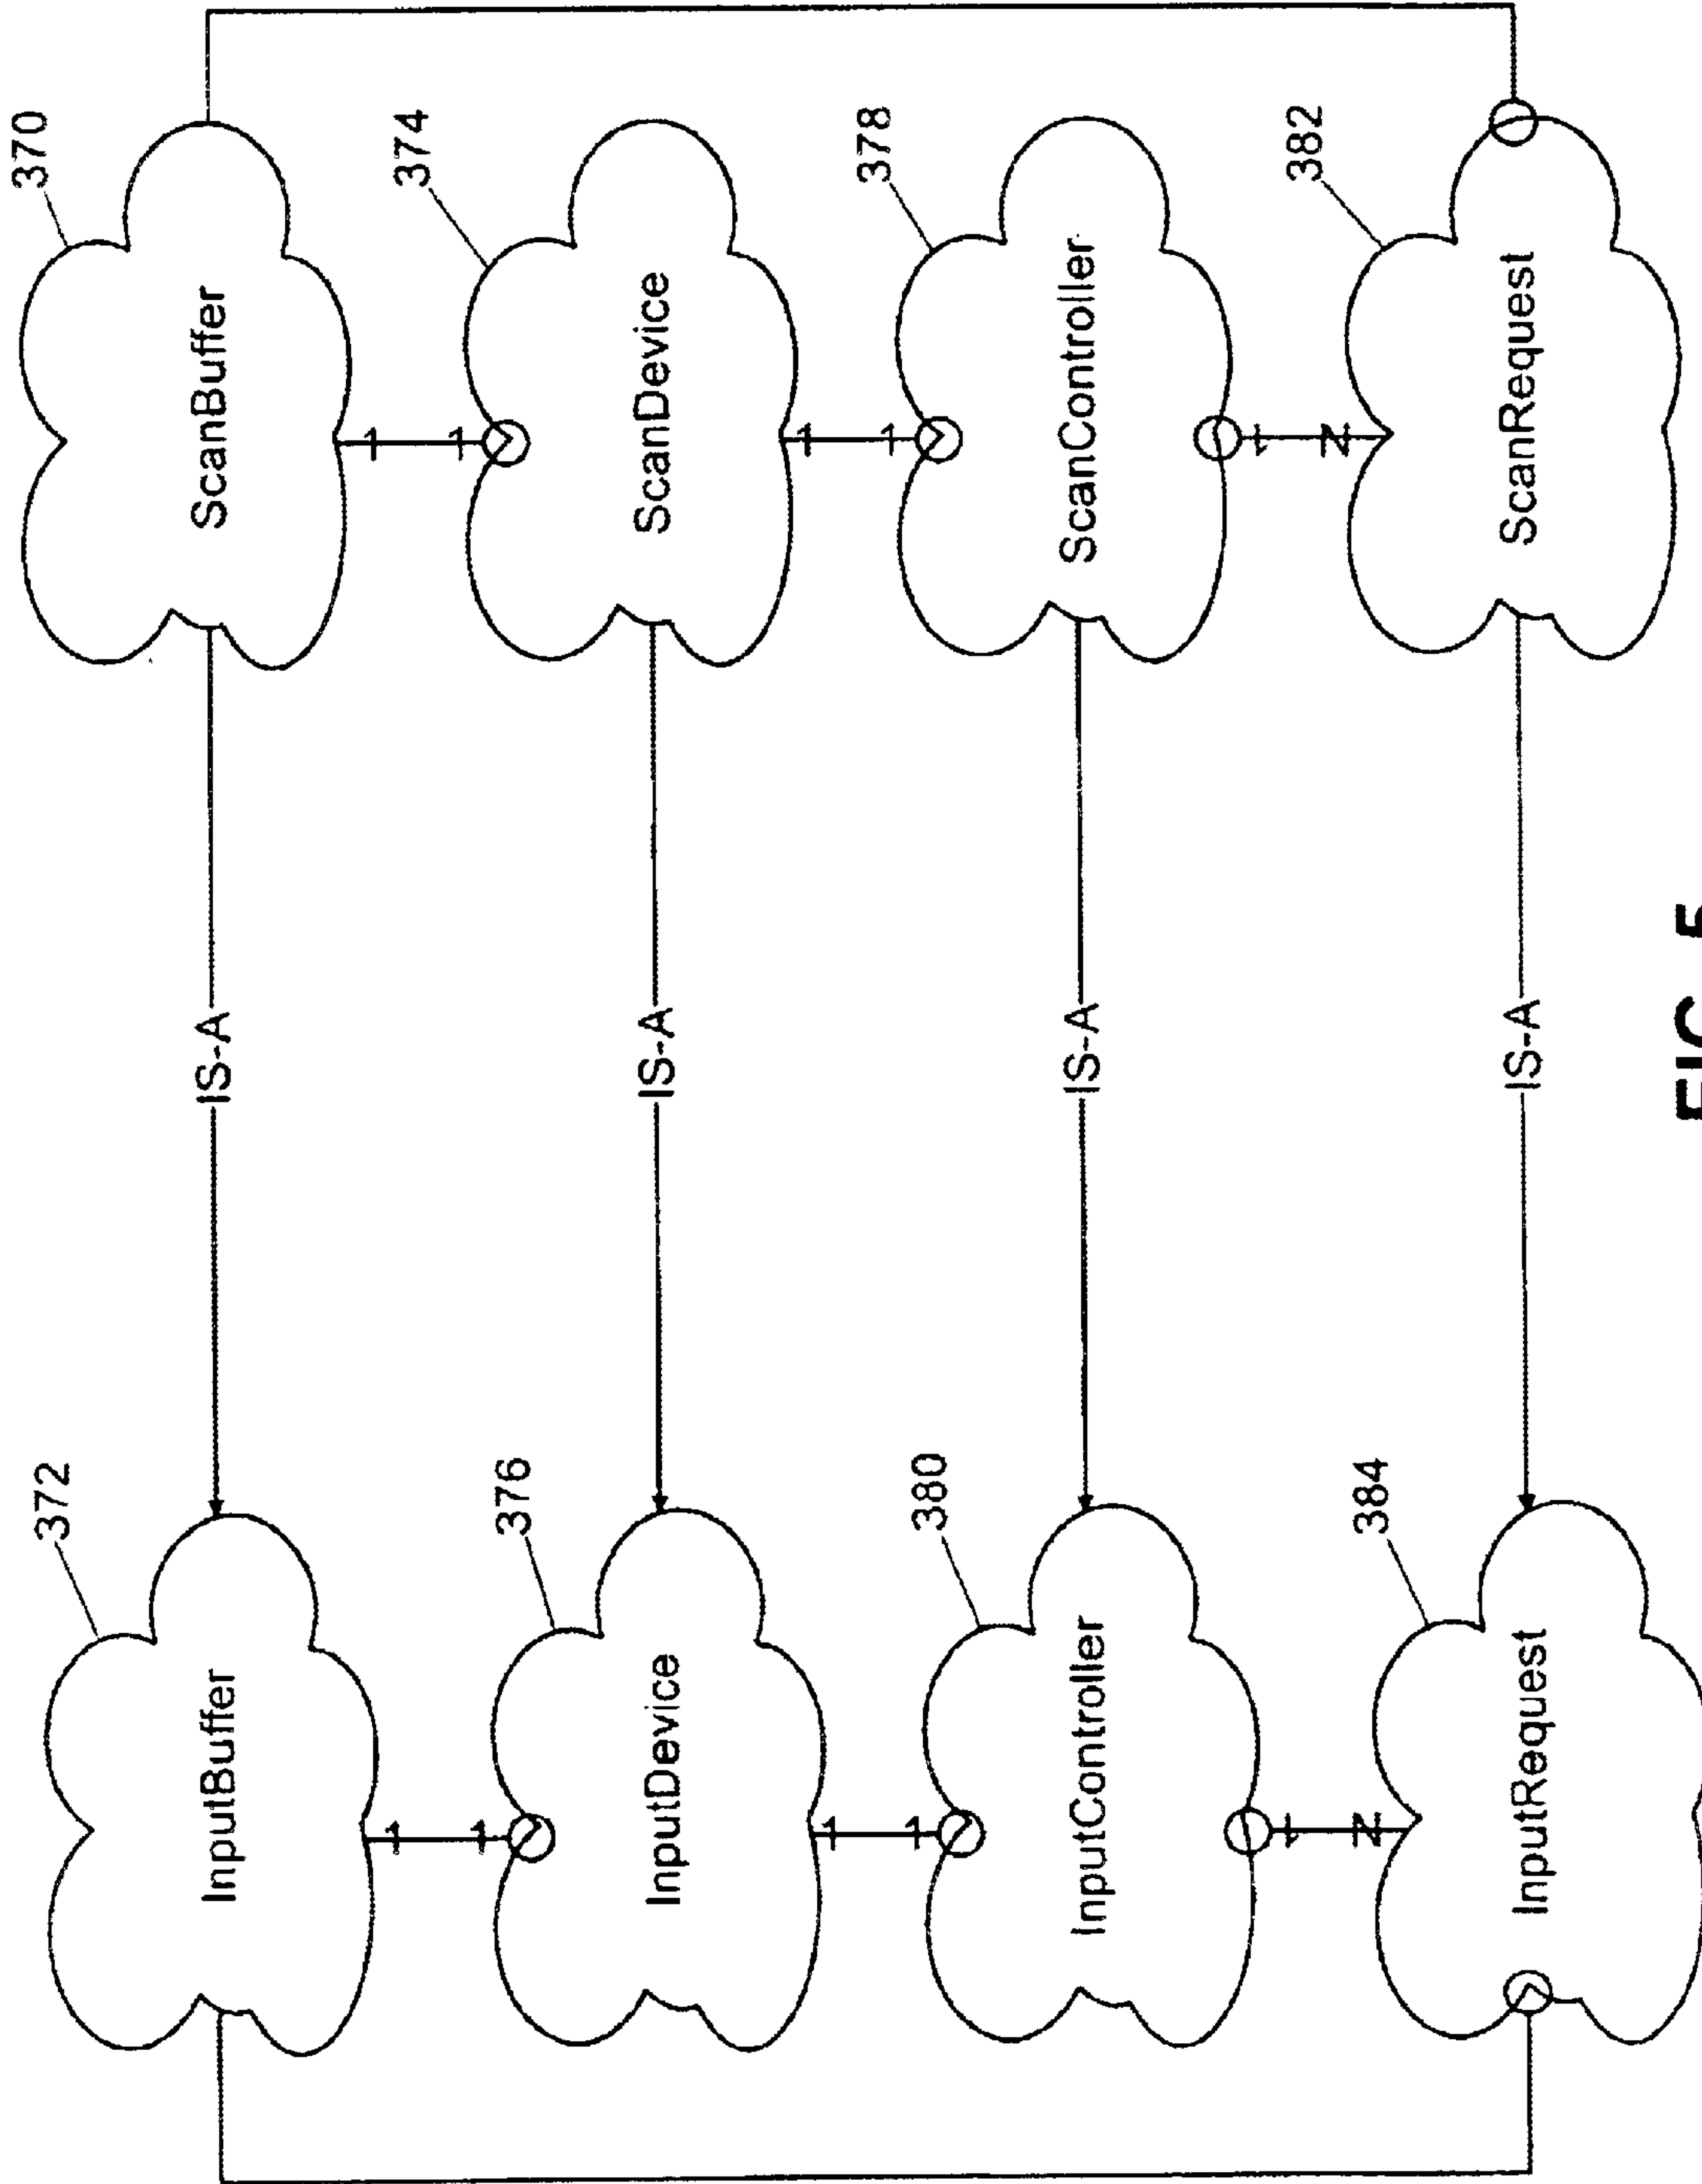 372 370
InputBuffer IS-A ScanBuffer
1 1
1 1
376 374
InputDevice IS-A ScanDevice
1 1
1 1
380 378
InputController IS-A ScanController
1 1
N N
384 382
InputRequest IS-A ScanRequest
FIG. 5